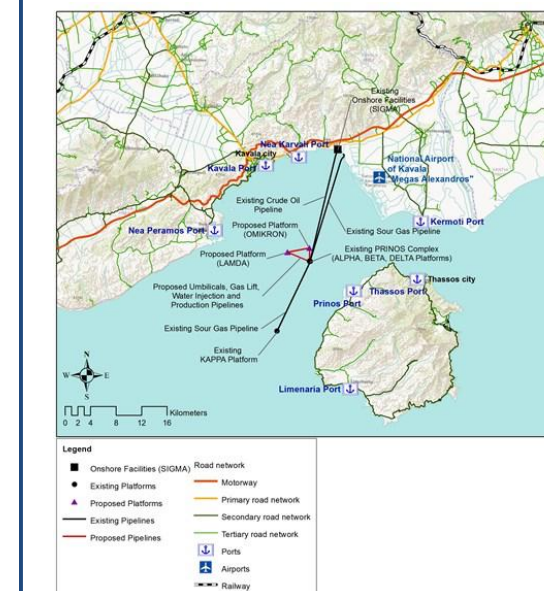 Existing
Onshore Facilities
(SIGMA)
Nea Karvali Port
Kavala city
Kavala Port
National Airport
of Kavala
"Megas Alexandros"
Existing Crude Oil
Pipeline
Kermoti Port
Proposed Platform
(OMIKRON)
Existing Sour Gas Pipeline
Nea Peramos Port
Proposed Platform
(LAMDA)
Existing PRINOS Complex
(ALPHA, BETA, DELTA Platforms)
Thassos city
Proposed Umbilicals, Gas Lift,
Water Injection and
Production Pipelines
Thassos Port
Prinos Port
Existing Sour Gas Pipeline
Existing
KAPPA Platform
Limenaria Port
N
W E
S
Kilometers
0 2 4 8 12 16
Legend
Onshore Facilities (SIGMA)
Existing Platforms
Proposed Platforms
Existing Pipelines
Proposed Pipelines
Road network
Motorway
Primary road network
Secondary road network
Tertiary road network
Ports
Airports
Railway